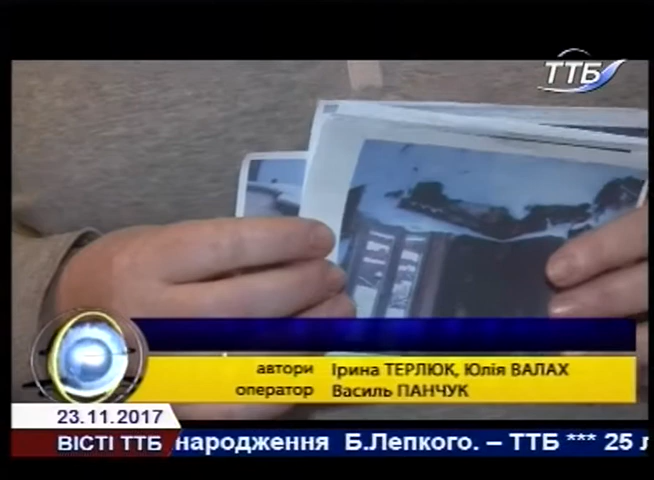 ТТБ
автори Ірина ТЕРЛЮК, Юлія ВАЛАХ
оператор Василь ПАНЧУК
23.11.2017
ВІСТІ ТТБ народження Б.Лепкого. – ТТБ *** 25